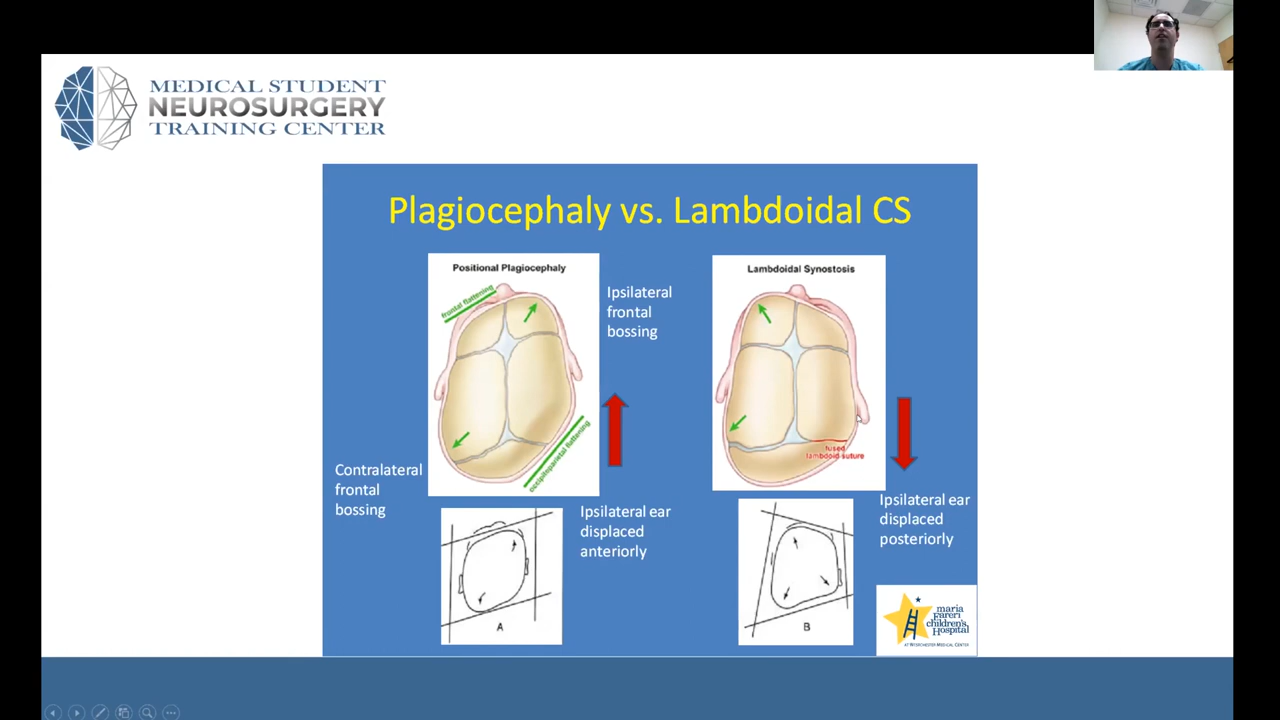 MEDICAL STUDENT
NEUROSURGERY
TRAINING CENTER
Plagiocephaly vs. Lambdoidal CS
Positional Plagiocephaly
frontal flattening
occipitoparietal flattening
Ipsilateral
frontal
bossing
Contralateral
frontal
bossing
Ipsilateral ear
displaced
anteriorly
A
Lambdoidal Synostosis
fused
lambdoid suture
Ipsilateral ear
displaced
posteriorly
B
maria
Fareri
children's
Hospital
AT WESTCHESTER MEDICAL CENTER